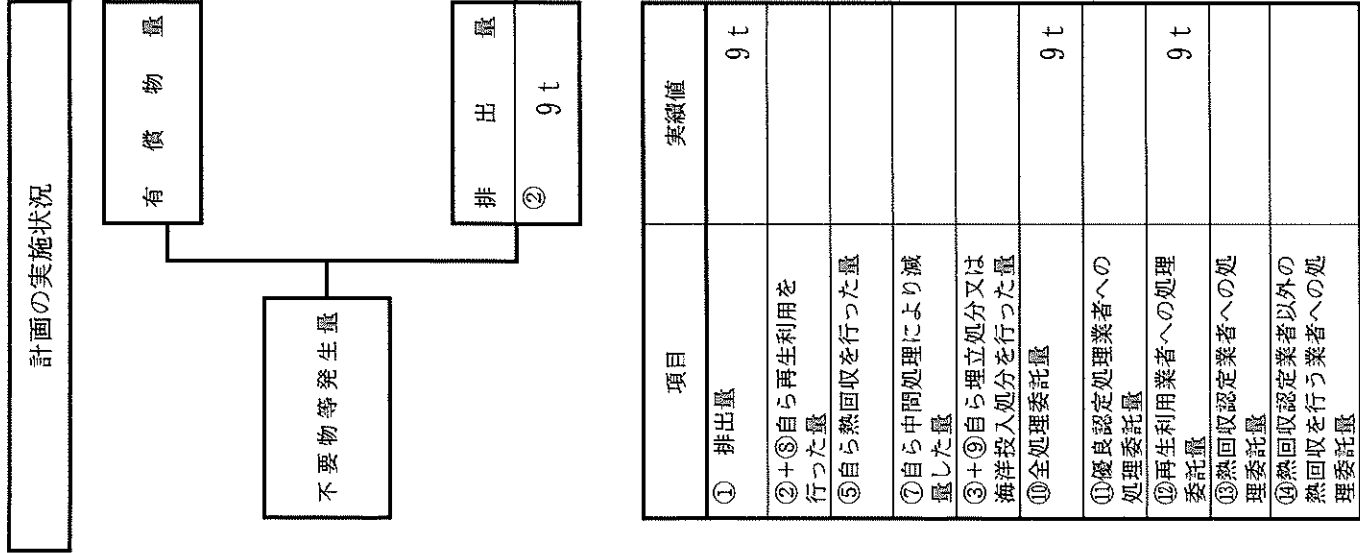 計画の実施状況
有償物量
不要物等発生量
排出量
② 9 t
項目 実績値
① 排出量 9 t
②+⑧自ら再生利用を
行った量
⑤自ら熱回収を行った量
⑦自ら中間処理により減
量した量
③+⑨自ら埋立処分又は
海洋投入処分を行った量
⑩全処理委託量 9 t
⑪優良認定処理業者への
処理委託量
⑫再生利用業者への処理
委託量 9 t
⑬熱回収認定業者への処
理委託量
⑭熱回収認定業者以外の
熱回収を行う業者への処
理委託量